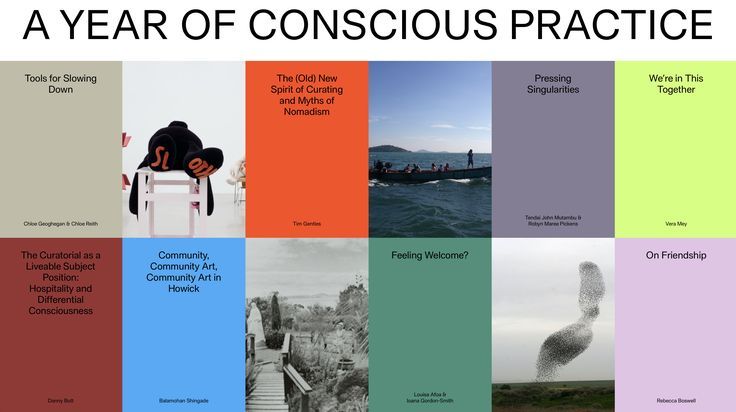 A YEAR OF CONSCIOUS PRACTICE
Tools for Slowing
Down
Chloe Geoghegan & Chloe Reith
SL
OTH
The (Old) New
Spirit of Curating
and Myths of
Nomadism
Tim Gentles
Pressing
Singularities
Tendai John Mutambu &
Robyn Maree Pickens
We're in This
Together
Vera Mey
The Curatorial as a
Liveable Subject
Position:
Hospitality and
Differential
Consciousness
Danny Butt
Community,
Community Art,
Community Art in
Howick
Balamohan Shingade
Feeling Welcome?
Louisa Afoa &
Ioana Gordon-Smith
On Friendship
Rebecca Boswell